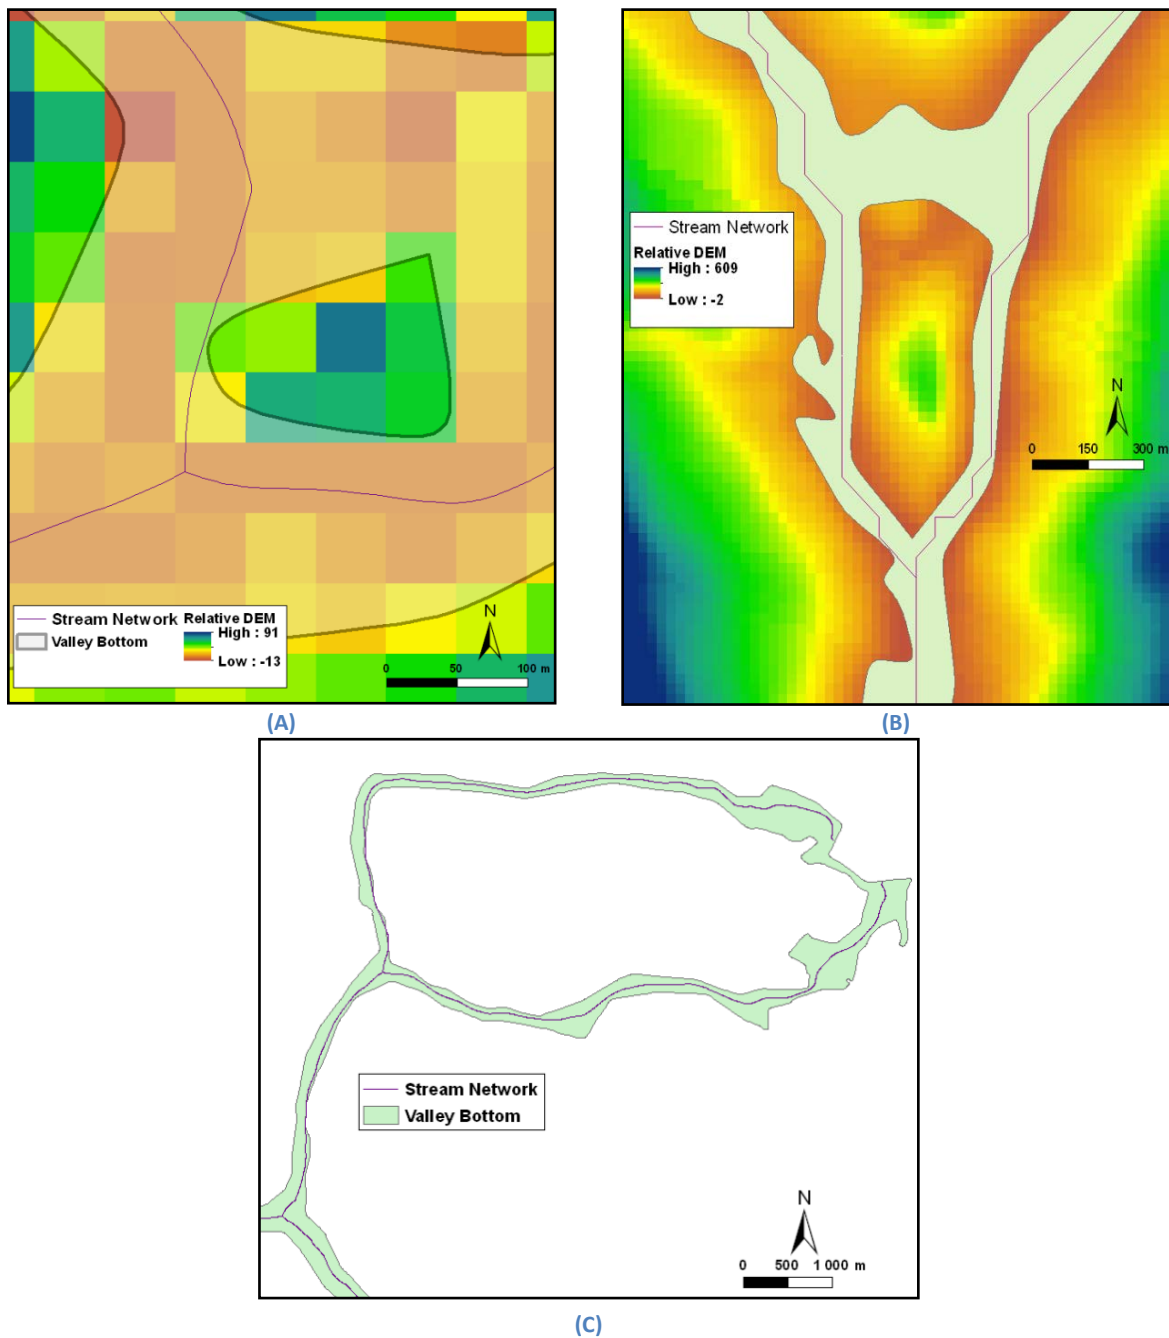 Stream Network
Valley Bottom
Relative DEM
High : 91
Low : -13
N
0 50 100 m
(A)
Stream Network
Relative DEM
High : 609
Low : -2
N
0 150 300 m
(B)
Stream Network
Valley Bottom
N
0 500 1 000 m
(C)